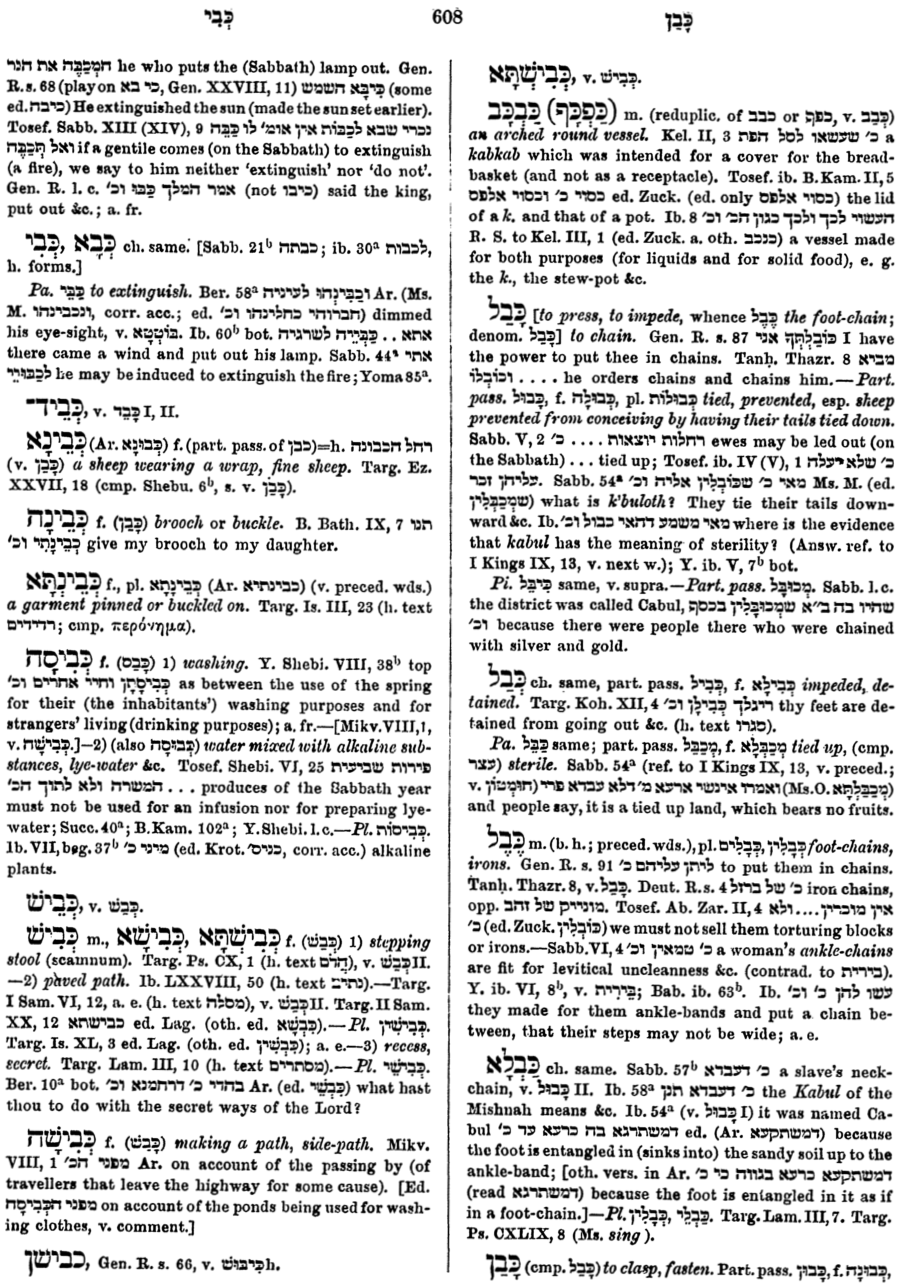 כְּבִי
608
כָּבַן
חמְכַבֶּה את הנר he who puts the (Sabbath) lamp out. Gen.
R. s. 68 (play on כי בא, Gen. XXVIII, 11) כִּיבָּא השמש (some
ed. כיבה) He extinguished the sun (made the sun set earlier).
Tosef. Sabb. XIII (XIV), 9 נכרי שבא לכַבּוֹת אין אומ׳ לו כַּבֵּה
ואל תְּכַבֶּה if a gentile comes (on the Sabbath) to extinguish
(a fire), we say to him neither ‘extinguish’ nor ‘do not’.
Gen. R. l. c. אמר המלך כַּבּוּ וכ׳ (not כיבו) said the king,
put out &c.; a. fr.
כְּבָא, כְּבִי ch. same. [Sabb. 21ᵇ כבתה; ib. 30ᵃ לכבות,
h. forms.]
Pa. כַּבֵּי to extinguish. Ber. 58ᵃ וכַבִּינְהוּ לעיניה Ar. (Ms.
M. ונכבינהו, corr. acc.; ed. חברוהי כחלינהו וכ׳) dimmed
his eye-sight, v. בּוֹטְטָא. Ib. 60ᵇ bot. אתא .. כַּבְּיֵיה לשרגיה
there came a wind and put out his lamp. Sabb. 44ᵃ אתי
לכַבּוּיֵי he may be induced to extinguish the fire; Yoma 85ᵃ.
כְּבֵיד־, v. כָּבֵד I, II.
כְּבֵינָא (Ar. כְּבוּנָא) f. (part. pass. of כבן)=h. רחל הכבונה
(v. כָּבַן) a sheep wearing a wrap, fine sheep. Targ. Ez.
XXVII, 18 (cmp. Shebu. 6ᵇ, s. v. כָּבַן).
כְּבֵינָה f. (כָּבַן) brooch or buckle. B. Bath. IX, 7 תנו
כְּבֵינָתִי וכ׳ give my brooch to my daughter.
כְּבֵינְתָּא f., pl. כְּבֵינָתָא (Ar. כבינתיא) (v. preced. wds.)
a garment pinned or buckled on. Targ. Is. III, 23 (h. text
רדידים; cmp. περόνημα).
כְּבִיסָה f. (כָּבַס) 1) washing. Y. Shebi. VIII, 38ᵇ top
כְּבִיסָתָן וחיי אחרים וכ׳ as between the use of the spring
for their (the inhabitants’) washing purposes and for
strangers’ living (drinking purposes); a. fr.—[Mikv. VIII, 1,
v. כְּבִישָׁה.]—2) (also כְּבוּסָה) water mixed with alkaline sub-
stances, lye-water &c. Tosef. Shebi. VI, 25 פירות שביעית
המשרה ולא לתוך הכ׳ ... produces of the Sabbath year
must not be used for an infusion nor for preparing lye-
water; Succ. 40ᵃ; B. Kam. 102ᵃ; Y. Shebi. l. c.—Pl. כְּבִיסוֹת.
Ib. VII, beg. 37ᵇ מיני כ׳ (ed. Krot. כניס׳, corr. acc.) alkaline
plants.
כְּבֵישׁ, v. כֶּבֶשׁ.
כְּבִישׁ m., כְּבִישָׁא, כְּבִישְׁתָּא f. (כָּבַשׁ) 1) stepping
stool (scamnum). Targ. Ps. CX, 1 (h. text הֲדֹם), v. כֶּבֶשׁ II.
—2) paved path. Ib. LXXVIII, 50 (h. text נתיב).—Targ.
I Sam. VI, 12, a. e. (h. text מסלה), v. כֶּבֶשׁ II. Targ. II Sam.
XX, 12 כבישתא ed. Lag. (oth. ed. כְּבְשָׁא).—Pl. כְּבִישִׁין.
Targ. Is. XL, 3 ed. Lag. (oth. ed. כְּבְשִׁין); a. e.—3) recess,
secret. Targ. Lam. III, 10 (h. text מסתרים).—Pl. כְּבִישֵׁי.
Ber. 10ᵃ bot. בהדי כ׳ דרחמנא וכ׳ Ar. (ed. כַּבְשֵׁי) what hast
thou to do with the secret ways of the Lord?
כְּבִישָׁה f. (כָּבַשׁ) making a path, side-path. Mikv.
VIII, 1 מפני הכ׳ Ar. on account of the passing by (of
travellers that leave the highway for some cause). [Ed.
מפני הכְּבִיסָה on account of the ponds being used for wash-
ing clothes, v. comment.]
כבישן, Gen. R. s. 66, v. כִּיבּוּשׁ h.
כְּבִישְׁתָּא, v. כְּבִישׁ.
כַּבְכָּב (כַּפְכָּף) m. (reduplic. of כבב or כפף, v. כָּבַב)
an arched round vessel. Kel. II, 3 כ׳ שעשאו לסל הפת a
kabkab which was intended for a cover for the bread-
basket (and not as a receptacle). Tosef. ib. B. Kam. II, 5
כסוי כ׳ וכסוי אלפס ed. Zuck. (ed. only כסוי אלפס) the lid
of a k. and that of a pot. Ib. 8 העשוי לכך ולכך כגון הכ׳ וכ׳
R. S. to Kel. III, 1 (ed. Zuck. a. oth. כנכב) a vessel made
for both purposes (for liquids and for solid food), e. g.
the k., the stew-pot &c.
כָּבַל [to press, to impede, whence כֶּבֶל the foot-chain;
denom. כָּבַל] to chain. Gen. R. s. 87 כּוֹבַלְתְּךָ אני I have
the power to put thee in chains. Tanḥ. Thazr. 8 מביא
וכובְלוֹ .... he orders chains and chains him.—Part.
pass. כָּבוּל, f. כְּבוּלָה, pl. כְּבוּלוֹת tied, prevented, esp. sheep
prevented from conceiving by having their tails tied down.
Sabb. V, 2 רחלות יוצאות .... כ׳ ewes may be led out (on
the Sabbath) ... tied up; Tosef. ib. IV (V), 1 כ׳ שלא יעלה
עליהן זכר. Sabb. 54ᵃ מאי כ׳ שכּוֹבְלִין אליה וכ׳ Ms. M. (ed.
שמְכַבְּלִין) what is k’buloth? They tie their tails down-
ward &c. Ib. מאי משמע דהאי כבול וכ׳ where is the evidence
that kabul has the meaning of sterility? (Answ. ref. to
I Kings IX, 13, v. next w.); Y. ib. V, 7ᵇ bot.
Pi. כִּיבֵּל same, v. supra.—Part. pass. מְכוּבָּל. Sabb. l. c.
the district was called Cabul, שהיו בה ב״א שמְכוּבָּלִין בכסף
וכ׳ because there were people there who were chained
with silver and gold.
כְּבַל ch. same, part. pass. כְּבִיל, f. כְּבִילָא impeded, de-
tained. Targ. Koh. XII, 4 וריגלך כְּבִילָן וכ׳ thy feet are de-
tained from going out &c. (h. text סגרו).
Pa. כַּבֵּל same; part. pass. מְכַבַּל, f. מְכַבְּלָא tied up, (cmp.
עצר) sterile. Sabb. 54ᵃ (ref. to I Kings IX, 13, v. preced.;
v. חוּמְטוֹן) ואמרו אינשי ארעא מ׳ דלא עבדא פירי (Ms. O. מְכַבַּלְתָּא)
and people say, it is a tied up land, which bears no fruits.
כֶּבֶל m. (b. h.; preced. wds.), pl. כְּבָלִים, כְּבָלִין foot-chains,
irons. Gen. R. s. 91 ליתן עליהם כ׳ to put them in chains.
Tanḥ. Thazr. 8, v. כָּבַל. Deut. R. s. 4 כ׳ של ברזל iron chains,
opp. מונייק של זהב. Tosef. Ab. Zar. II, 4 אין מוכרין.... ולא
כ׳ (ed. Zuck. כּוֹבְלִין) we must not sell them torturing blocks
or irons.—Sabb. VI, 4 כ׳ טמאין וכ׳ a woman’s ankle-chains
are fit for levitical uncleanness &c. (contrad. to בירית).
Y. ib. VI, 8ᵇ, v. בִּירִית; Bab. ib. 63ᵇ. Ib. עשו להן כ׳ וכ׳
they made for them ankle-bands and put a chain be-
tween, that their steps may not be wide; a. e.
כַּבְלָא ch. same. Sabb. 57ᵇ כ׳ דעבדא a slave’s neck-
chain, v. כָּבוּל II. Ib. 58ᵃ כ׳ דעבדא תנן the Kabul of the
Mishnah means &c. Ib. 54ᵃ (v. כָּבוּל I) it was named Ca-
bul דמשתרגא בה כרעא עד כ׳ ed. (Ar. דמשתקעא) because
the foot is entangled in (sinks into) the sandy soil up to the
ankle-band; [oth. vers. in Ar. דמשתקעא כרעא בגווה כי כ׳
(read דמשתרגא) because the foot is entangled in it as if
in a foot-chain.]—Pl. כַּבְלֵי, כַּבְלִין. Targ. Lam. III, 7. Targ.
Ps. CXLIX, 8 (Ms. sing).
כָּבַן (cmp. כָּבַל) to clasp, fasten. Part. pass. כָּבוּן, f. כְּבוּנָה,